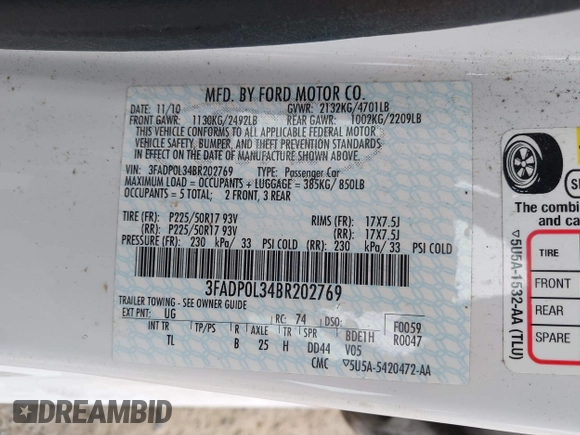 MFD. BY FORD MOTOR CO.
DATE: 11/10 GVWR: 2132KG/4701LB
FRONT GAWR: 1130KG/2492LB REAR GAWR: 1002KG/2209LB
THIS VEHICLE CONFORMS TO ALL APPLICABLE FEDERAL MOTOR
VEHICLE SAFETY, BUMPER, AND THEFT PREVENTION STANDARDS
IN EFFECT ON THE DATE OF MANUFACTURE SHOWN ABOVE.
VIN: 3FADP0L34BR202769 TYPE: Passenger Car
MAXIMUM LOAD = OCCUPANTS + LUGGAGE = 385KG/ 850LB
OCCUPANTS = 5 TOTAL; 2 FRONT, 3 REAR
TIRE (FR): P225/50R17 93V RIMS (FR): 17X7.5J
(RR): P225/50R17 93V (RR): 17X7.5J
PRESSURE (FR): 230 kPa/ 33 PSI COLD (RR): 230 kPa/ 33 PSI COLD
3FADP0L34BR202769
TRAILER TOWING - SEE OWNER GUIDE
EXT PNT: UG RC: 74 DSO: F0059
INT TR TP/PS R AXLE TR SPR BDETH R0047
TL B 25 H DD44 V05
CMC ▽5U5A-5420472-AA
The combin
and ca
TIRE
FRONT
REAR
SPARE
▽5U5A-1532-AA (TLU)
DREAMBID